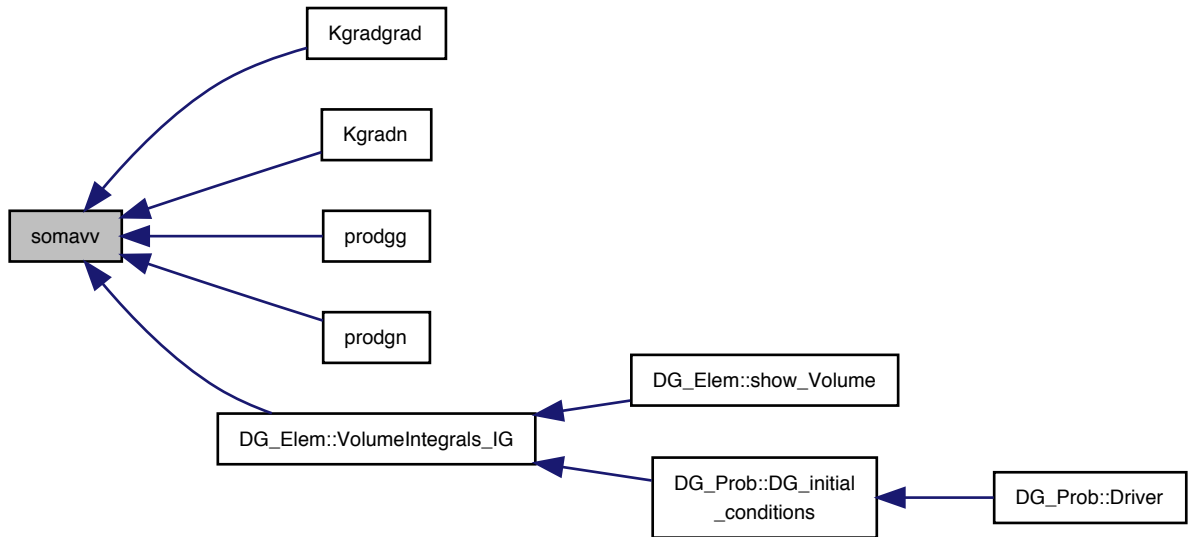 Kgradgrad
Kgradn
somavv
prodgg
prodgn
DG_Elem::show_Volume
DG_Elem::VolumeIntegrals_IG
DG_Prob::DG_initial
_conditions
DG_Prob::Driver